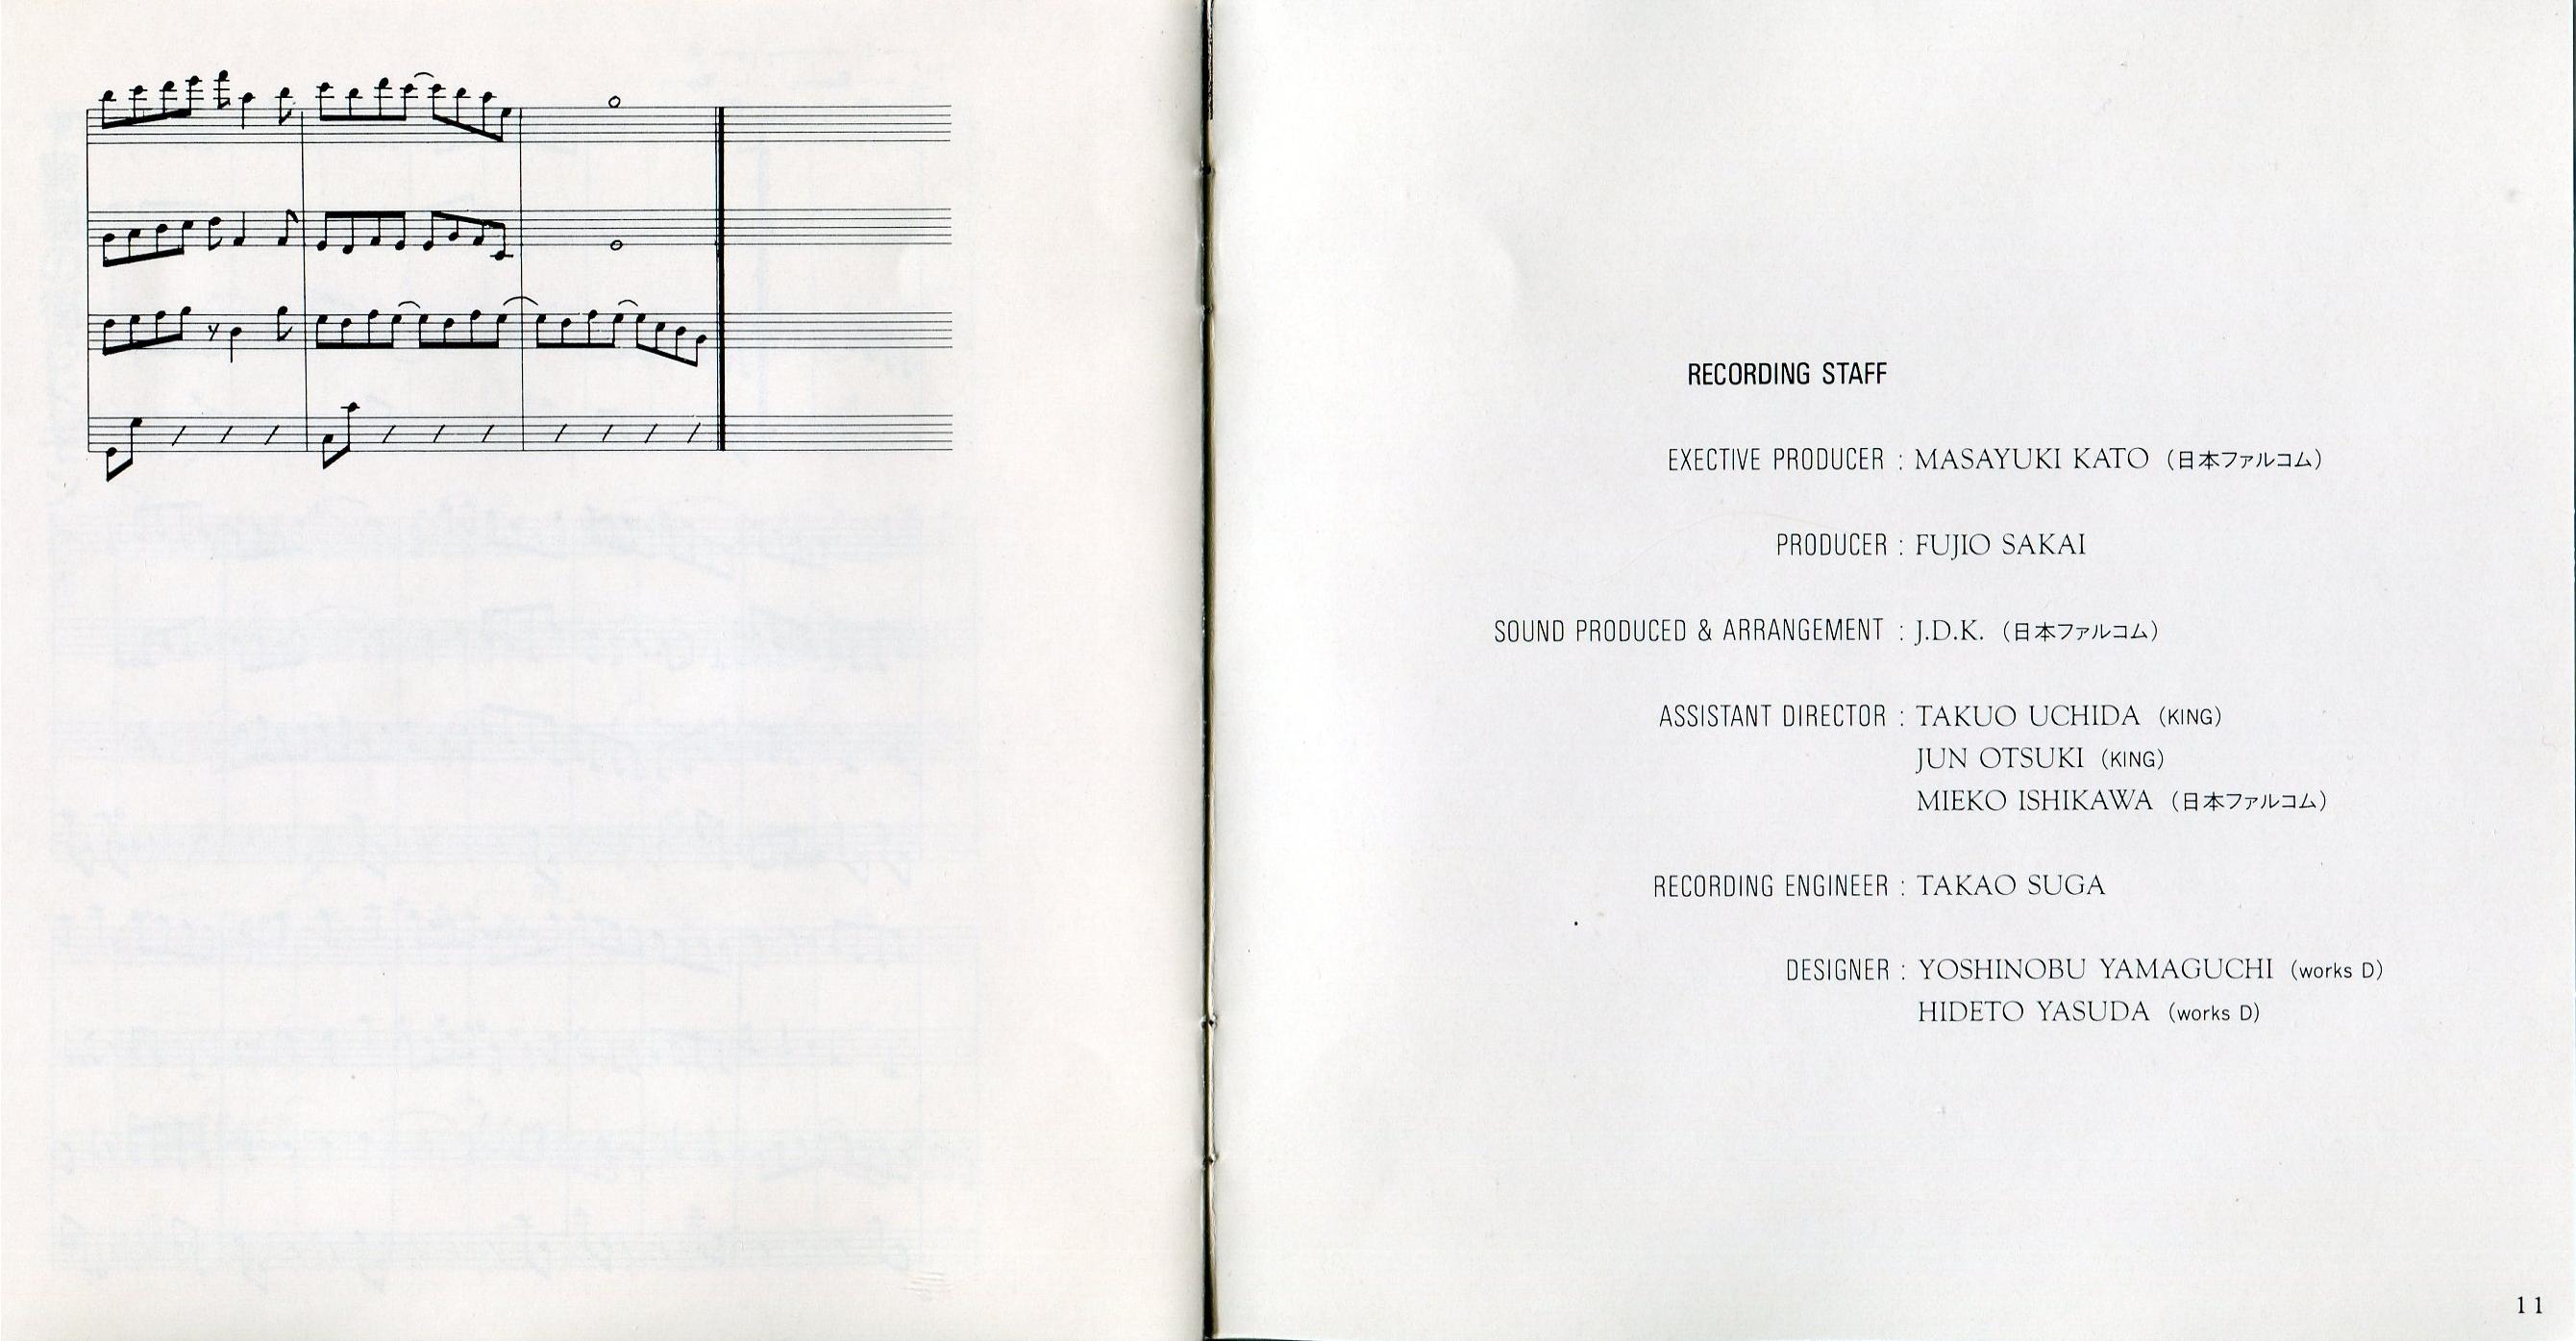 RECORDING STAFF
EXECTIVE PRODUCER : MASAYUKI KATO (日本ファルコム)
PRODUCER : FUJIO SAKAI
SOUND PRODUCED & ARRANGEMENT : J.D.K. (日本ファルコム)
ASSISTANT DIRECTOR : TAKUO UCHIDA (KING)
JUN OTSUKI (KING)
MIEKO ISHIKAWA (日本ファルコム)
RECORDING ENGINEER : TAKAO SUGA
DESIGNER : YOSHINOBU YAMAGUCHI (works D)
HIDETO YASUDA (works D)
11